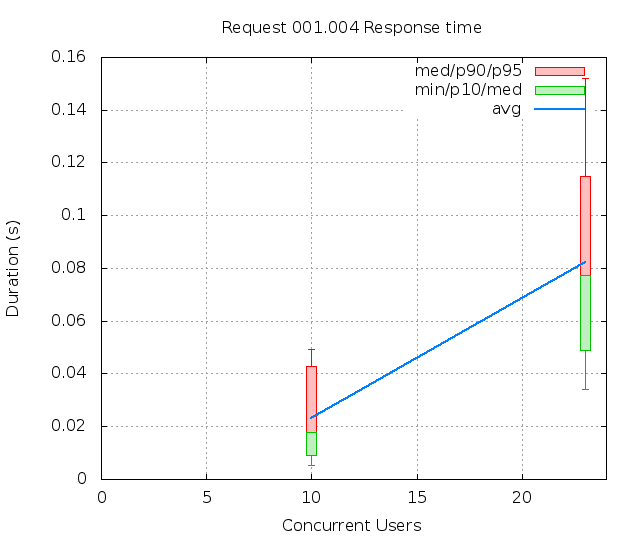 Request 001.004 Response time
0.16
0.14
0.12
0.1
0.08
0.06
0.04
0.02
0
Duration (s)
med/p90/p95
min/p10/med
avg
0 5 10 15 20
Concurrent Users